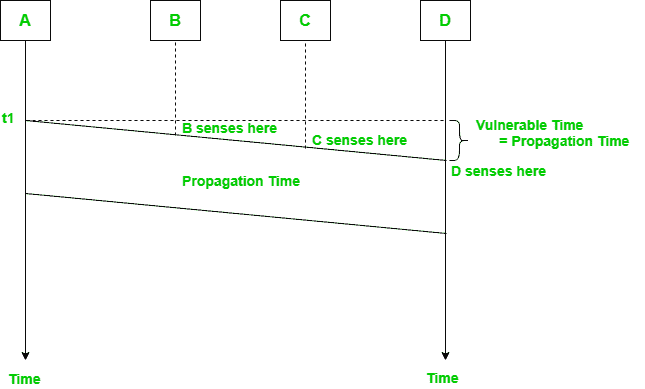 A
B
C
D
t1
B senses here
C senses here
Vulnerable Time
= Propagation Time
D senses here
Propagation Time
Time
Time